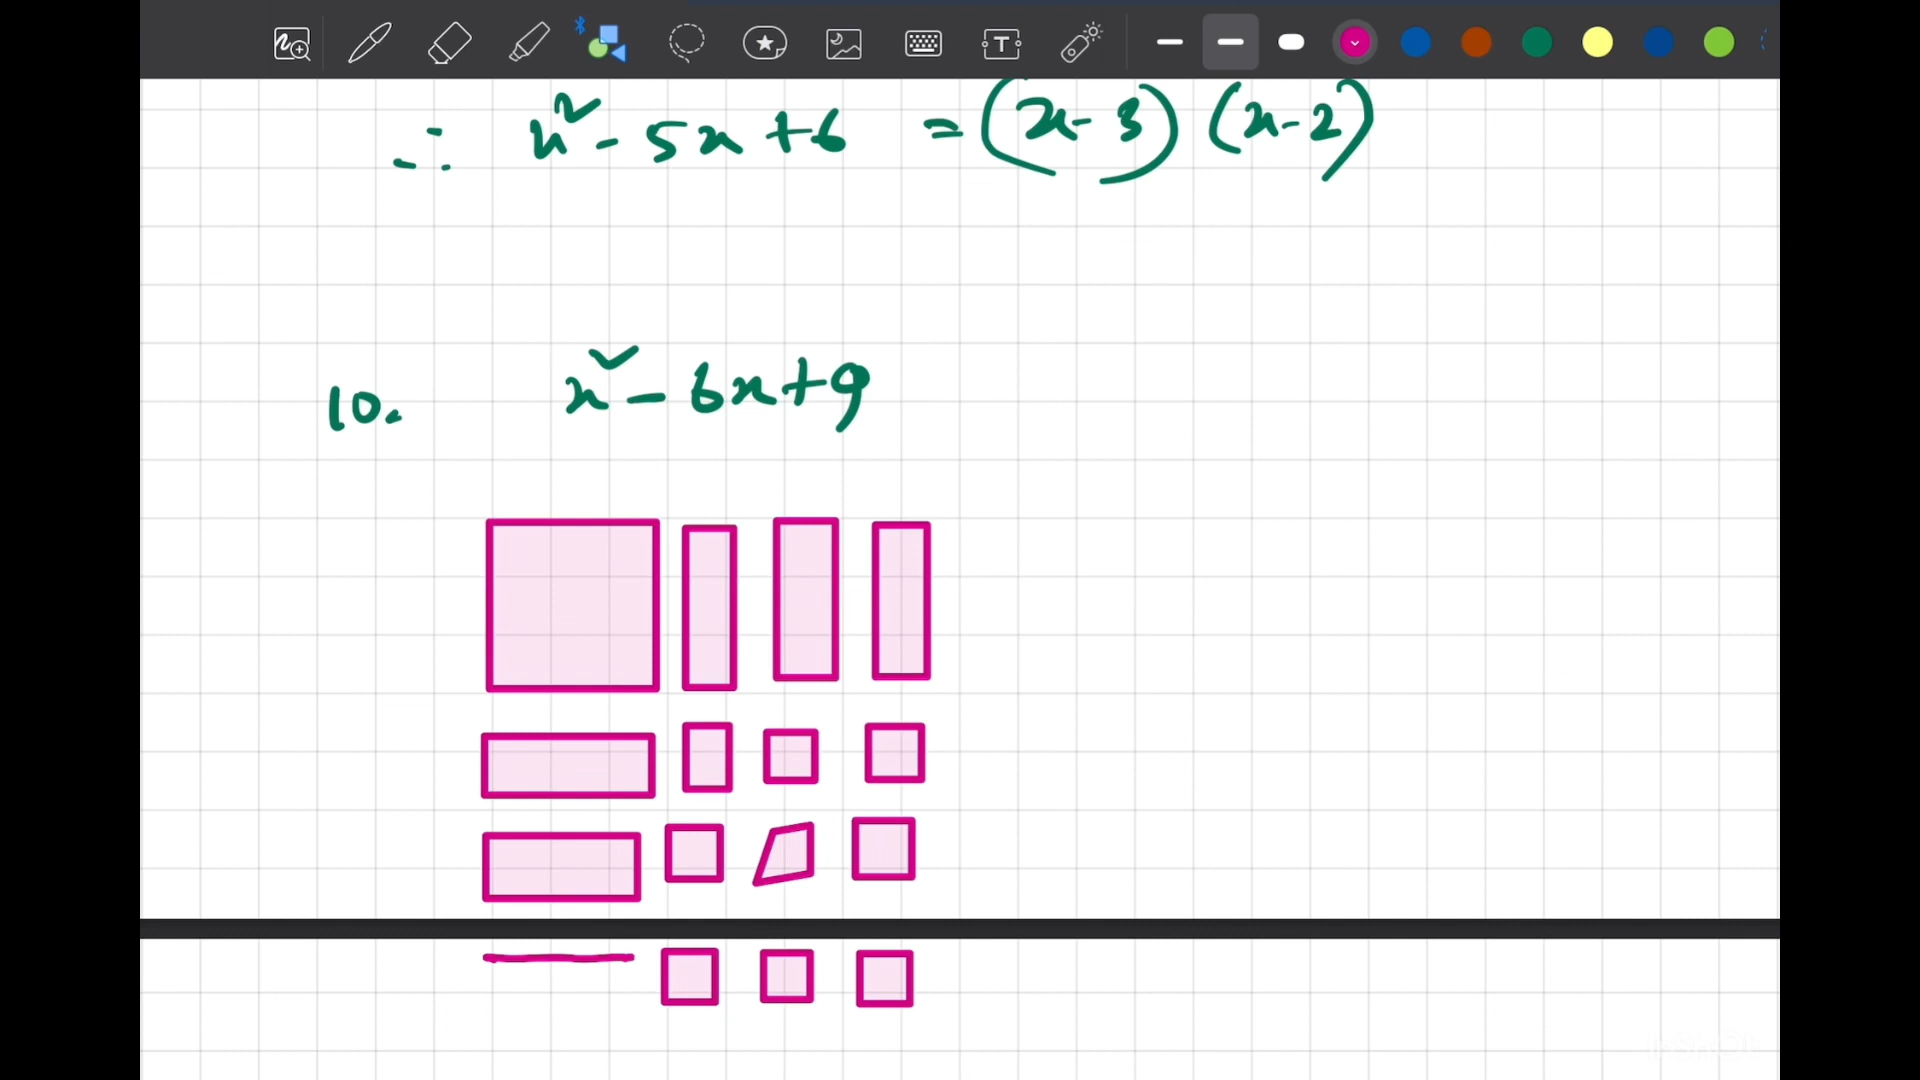 ∴ x² - 5x + 6 = (x - 3) (x - 2)
10. x² - 6x + 9